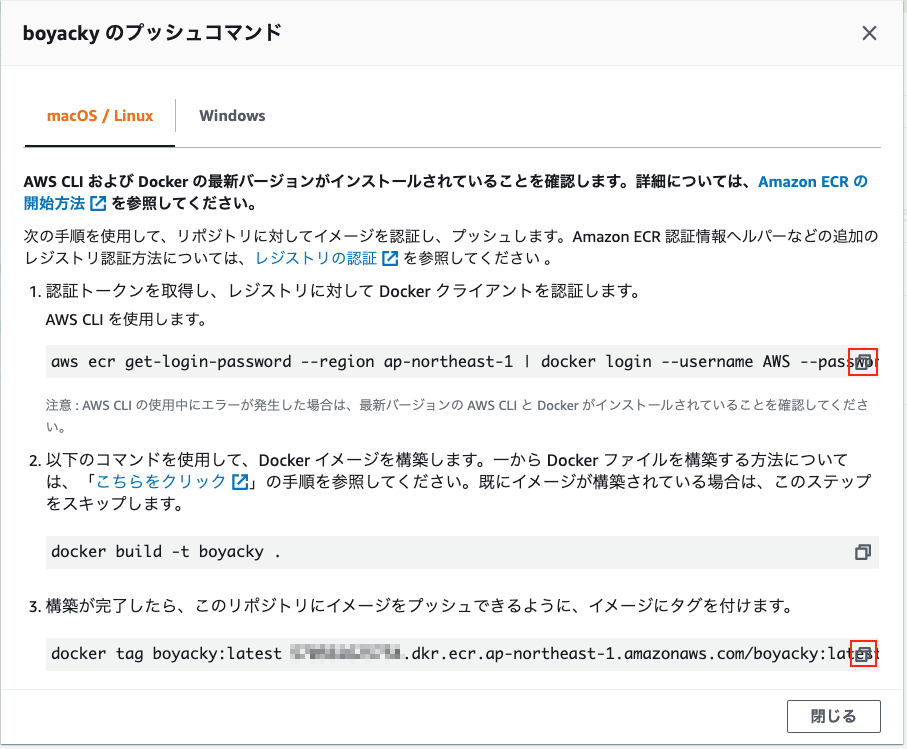 boyacky のプッシュコマンド
macOS / Linux
Windows
AWS CLI および Docker の最新バージョンがインストールされていることを確認します。詳細については、Amazon ECR の
開始方法 を参照してください。
次の手順を使用して、リポジトリに対してイメージを認証し、プッシュします。Amazon ECR 認証情報ヘルパーなどの追加の
レジストリ認証方法については、レジストリの認証 を参照してください 。
1. 認証トークンを取得し、レジストリに対して Docker クライアントを認証します。
AWS CLI を使用します。
aws ecr get-login-password --region ap-northeast-1 | docker login --username AWS
注意 : AWS CLI の使用中にエラーが発生した場合は、最新バージョンの AWS CLI と Docker がインストールされていることを確認してくださ
い。
2. 以下のコマンドを使用して、Docker イメージを構築します。一から Docker ファイルを構築する方法について
は、「こちらをクリック 」の手順を参照してください。既にイメージが構築されている場合は、このステップ
をスキップします。
docker build -t boyacky .
3. 構築が完了したら、このリポジトリにイメージをプッシュできるように、イメージにタグを付けます。
docker tag boyacky:latest .dkr.ecr.ap-northeast-1.amazonaws.com/boyacky:latest
閉じる